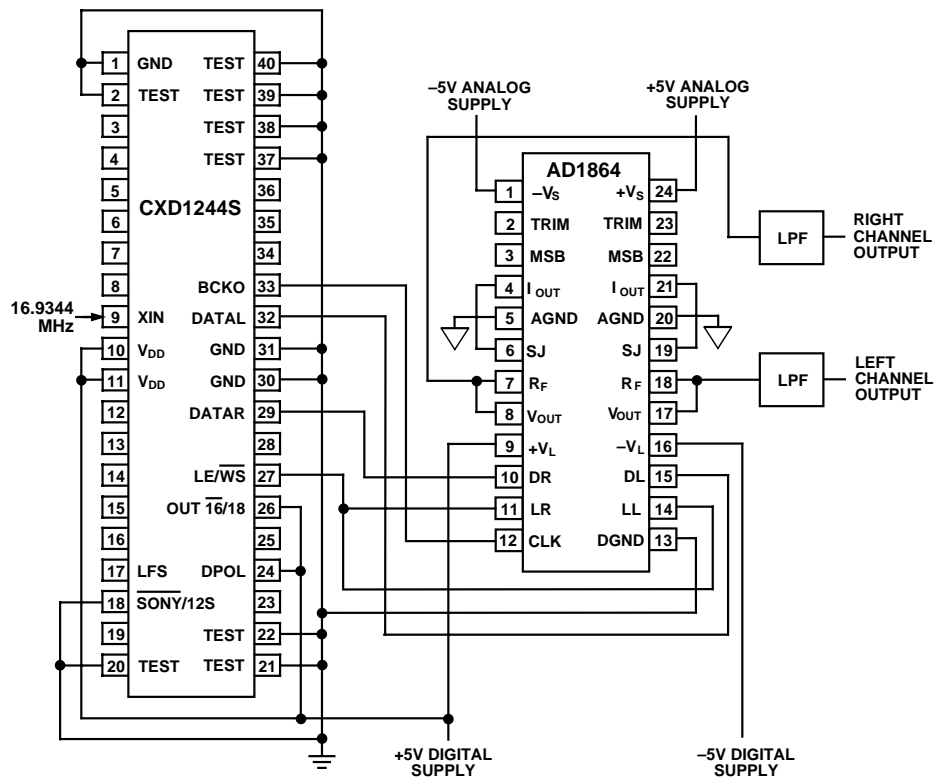 1 GND TEST 40
2 TEST TEST 39
3 TEST 38
4 TEST 37
5 36
CXD1244S
6 35
7 34
8 BCKO 33
16.9344
MHz
9 XIN DATAL 32
10 VDD GND 31
11 VDD GND 30
12 DATAR 29
13 28
14 LE/WS 27
15 OUT 16/18 26
16 25
17 LFS DPOL 24
18 SONY/12S 23
19 TEST 22
20 TEST TEST 21
–5V ANALOG
SUPPLY
+5V ANALOG
SUPPLY
AD1864
1 –VS +VS 24
2 TRIM TRIM 23
3 MSB MSB 22
4 IOUT IOUT 21
5 AGND AGND 20
6 SJ SJ 19
7 RF RF 18
8 VOUT VOUT 17
9 +VL –VL 16
10 DR DL 15
11 LR LL 14
12 CLK DGND 13
LPF
RIGHT
CHANNEL
OUTPUT
LPF
LEFT
CHANNEL
OUTPUT
+5V DIGITAL
SUPPLY
–5V DIGITAL
SUPPLY